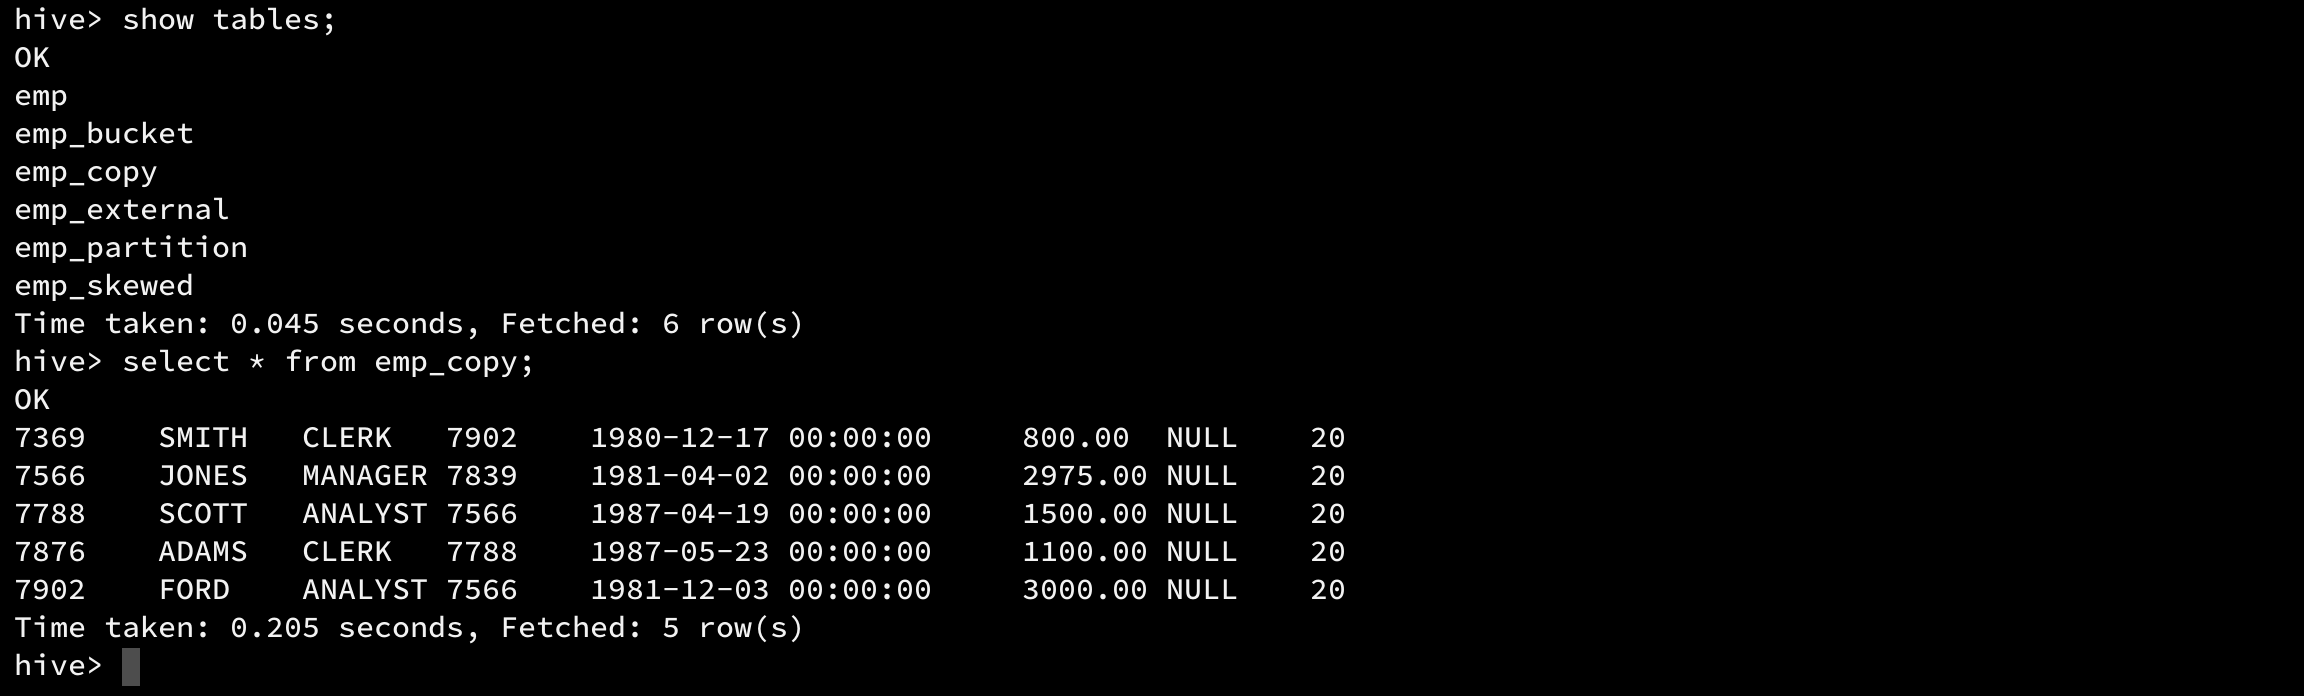 hive> show tables;
OK
emp
emp_bucket
emp_copy
emp_external
emp_partition
emp_skewed
Time taken: 0.045 seconds, Fetched: 6 row(s)
hive> select * from emp_copy;
OK
7369    SMITH   CLERK   7902    1980-12-17 00:00:00     800.00  NULL    20
7566    JONES   MANAGER 7839    1981-04-02 00:00:00     2975.00 NULL    20
7788    SCOTT   ANALYST 7566    1987-04-19 00:00:00     1500.00 NULL    20
7876    ADAMS   CLERK   7788    1987-05-23 00:00:00     1100.00 NULL    20
7902    FORD    ANALYST 7566    1981-12-03 00:00:00     3000.00 NULL    20
Time taken: 0.205 seconds, Fetched: 5 row(s)
hive>